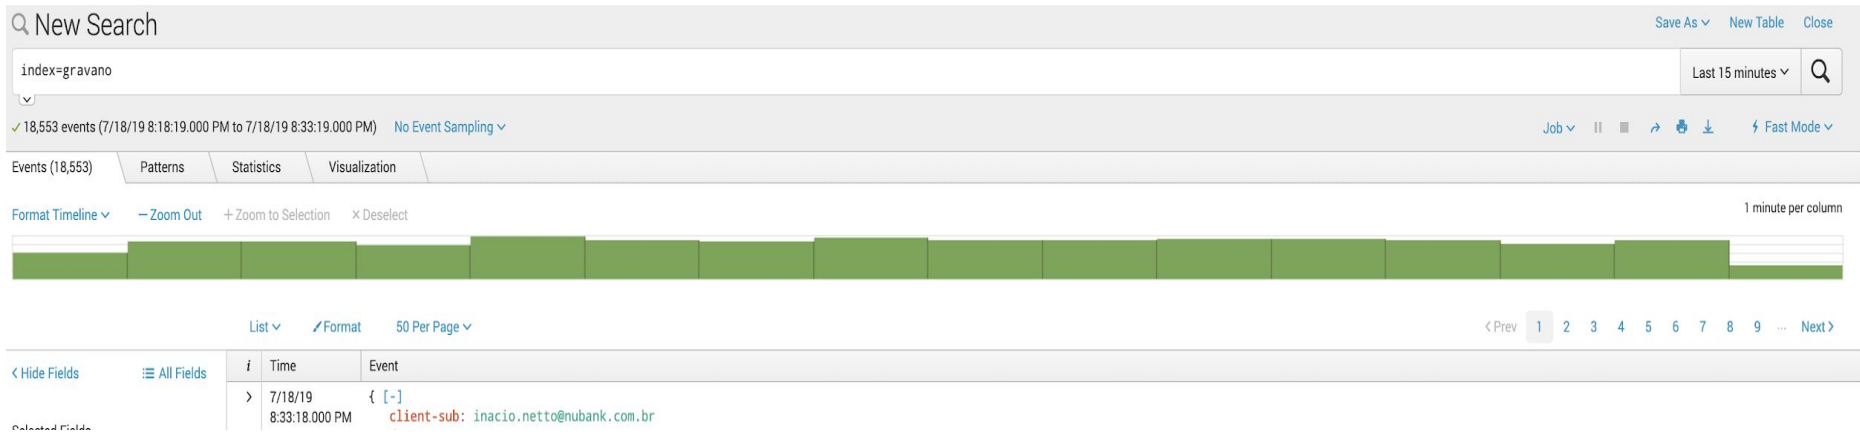 New Search
Save As New Table Close
index=gravano
Last 15 minutes
18,553 events (7/18/19 8:18:19.000 PM to 7/18/19 8:33:19.000 PM) No Event Sampling
Job Fast Mode
Events (18,553) Patterns Statistics Visualization
Format Timeline – Zoom Out + Zoom to Selection × Deselect
1 minute per column
List Format 50 Per Page
< Prev 1 2 3 4 5 6 7 8 9 ... Next >
< Hide Fields All Fields
i Time Event
> 7/18/19 { [-]
8:33:18.000 PM client-sub: inacio.netto@nubank.com.br
Selected Fields